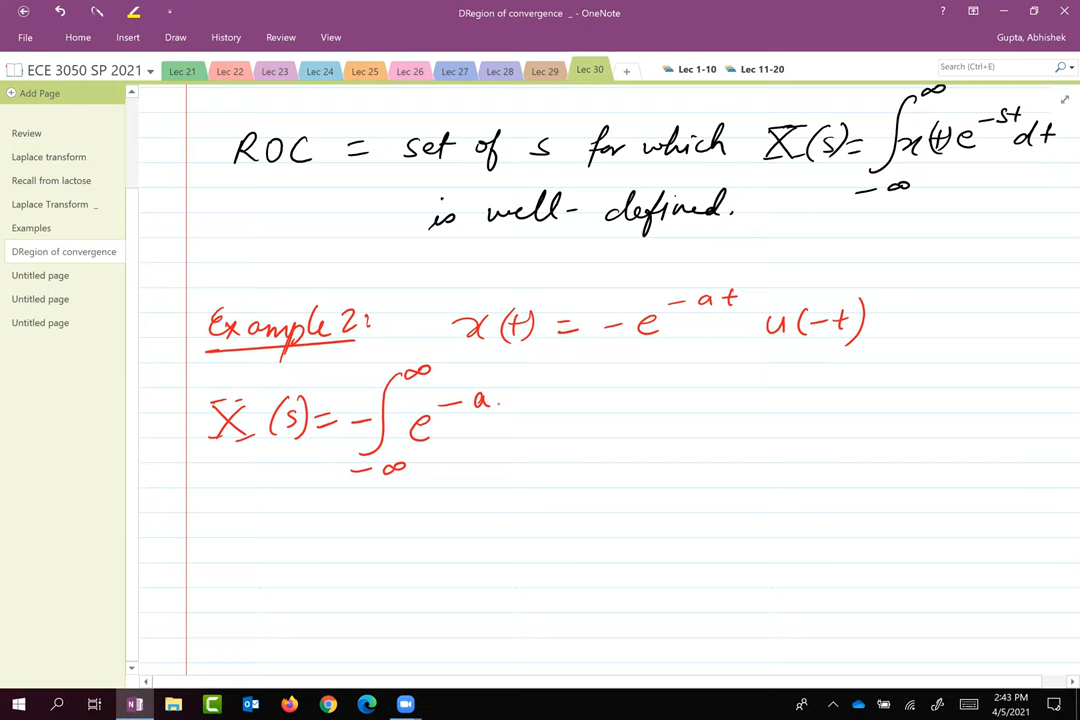 DRegion of convergence _ - OneNote
?
File Home Insert Draw History Review View
Gupta, Abhishek
ECE 3050 SP 2021
Lec 21 Lec 22 Lec 23 Lec 24 Lec 25 Lec 26 Lec 27 Lec 28 Lec 29 Lec 30 + Lec 1-10 Lec 11-20
Search (Ctrl+E)
Add Page
Review
Laplace transform
Recall from lactose
Laplace Transform _
Examples
DRegion of convergence
Untitled page
Untitled page
Untitled page
ROC = set of s for which X(s) = ∫_{-∞}^{∞} x(t) e^{-st} dt
is well-defined.
Example 2: x(t) = - e^{-at} u(-t)
X(s) = - ∫_{-∞}^{∞} e^{-a
2:43 PM
4/5/2021